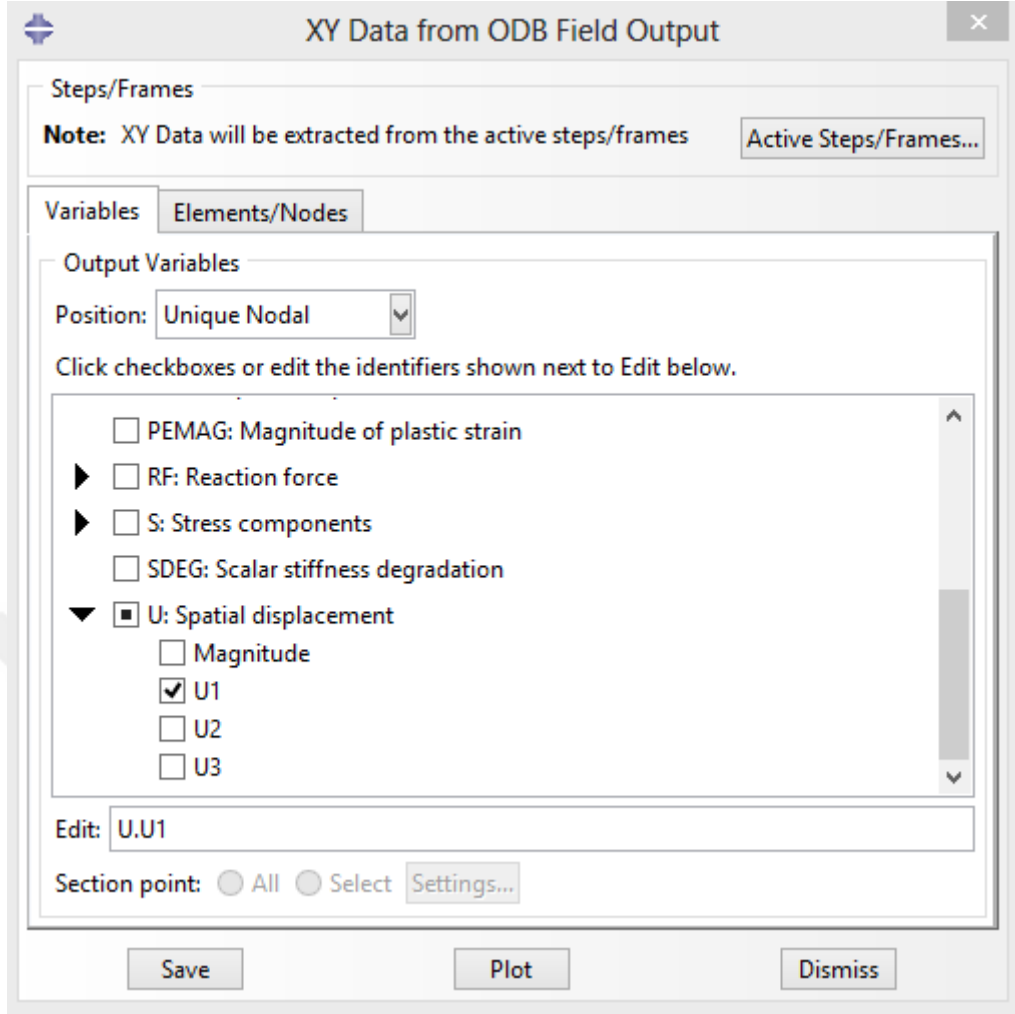 XY Data from ODB Field Output
Steps/Frames
Note: XY Data will be extracted from the active steps/frames Active Steps/Frames...
Variables Elements/Nodes
Output Variables
Position: Unique Nodal
Click checkboxes or edit the identifiers shown next to Edit below.
PEMAG: Magnitude of plastic strain
RF: Reaction force
S: Stress components
SDEG: Scalar stiffness degradation
U: Spatial displacement
Magnitude
U1
U2
U3
Edit: U.U1
Section point: All Select Settings...
Save Plot Dismiss